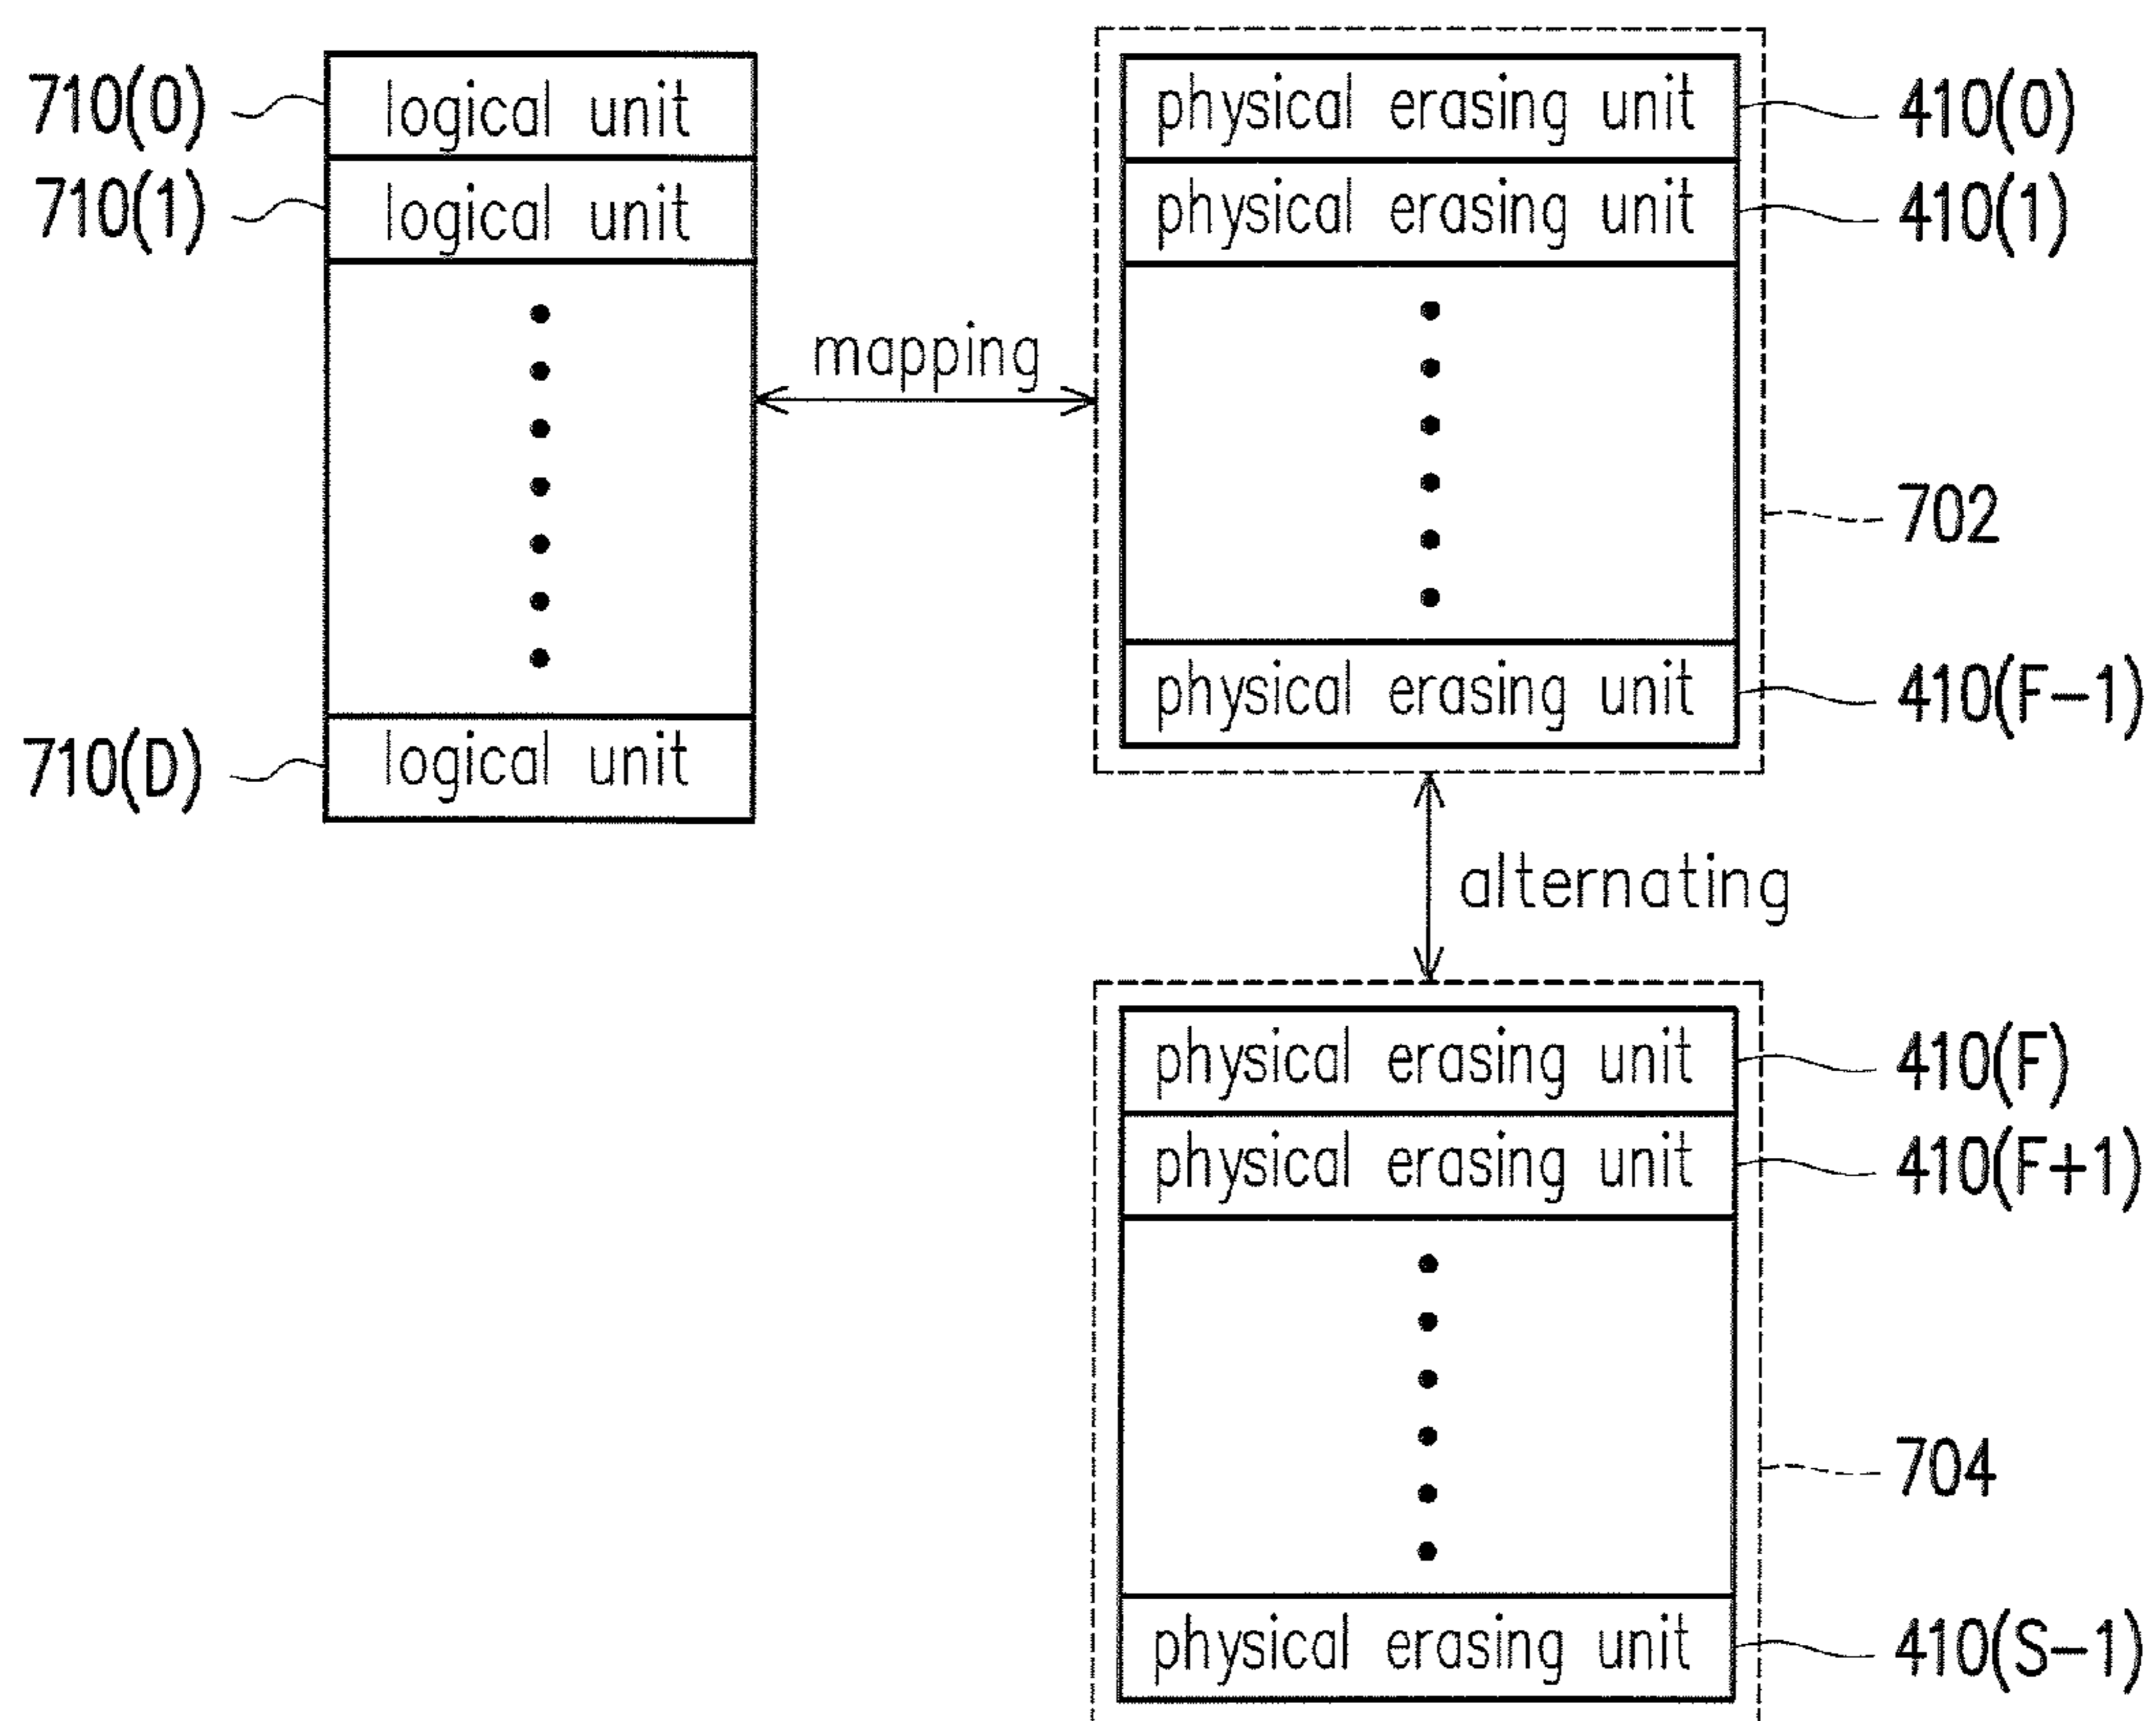 710(0) logical unit
710(1) logical unit
710(D) logical unit
mapping
physical erasing unit 410(0)
physical erasing unit 410(1)
702
physical erasing unit 410(F-1)
alternating
physical erasing unit 410(F)
physical erasing unit 410(F+1)
704
physical erasing unit 410(S-1)